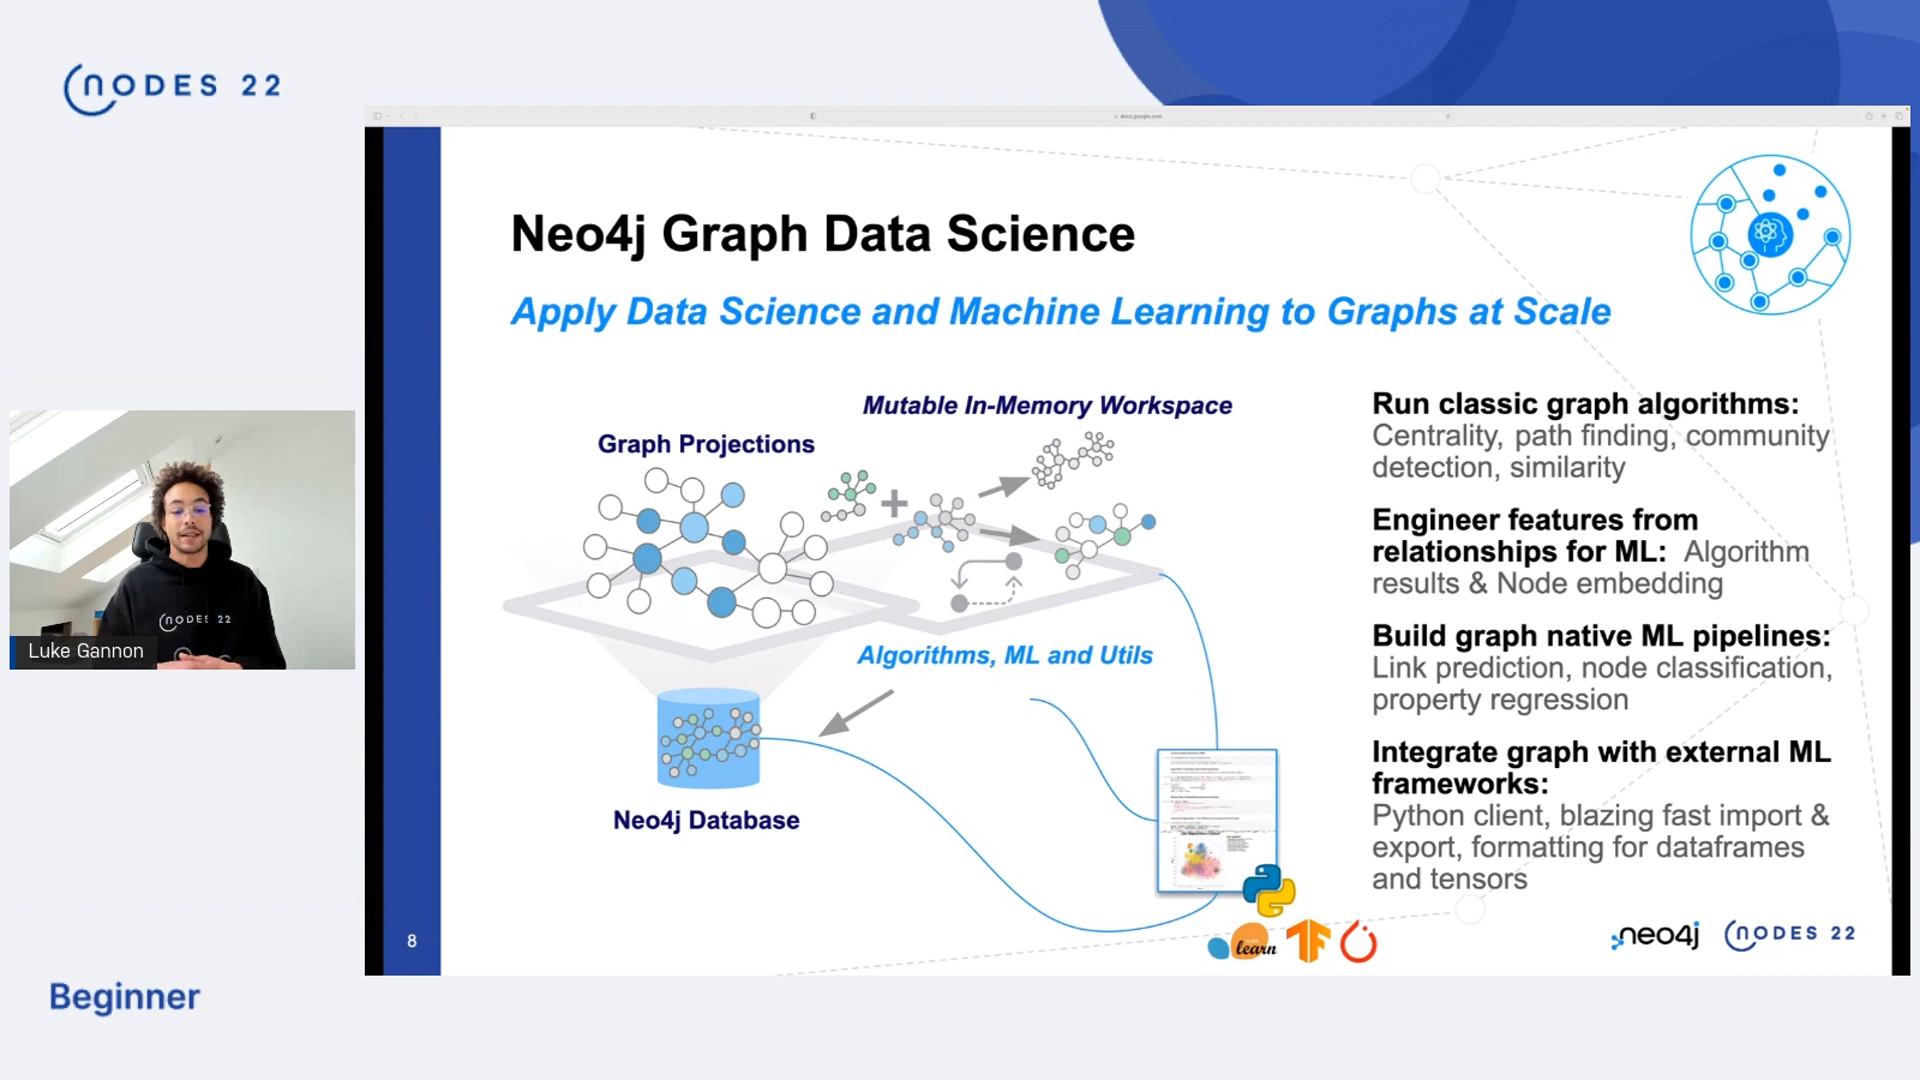 NODES 22
docs.google.com
Neo4j Graph Data Science
Apply Data Science and Machine Learning to Graphs at Scale
Mutable In-Memory Workspace
Graph Projections
Algorithms, ML and Utils
Neo4j Database
Run classic graph algorithms:
Centrality, path finding, community
detection, similarity
Engineer features from
relationships for ML: Algorithm
results & Node embedding
Build graph native ML pipelines:
Link prediction, node classification,
property regression
Integrate graph with external ML
frameworks:
Python client, blazing fast import &
export, formatting for dataframes
and tensors
learn
neo4j
NODES 22
8
NODES 22
Luke Gannon
Beginner